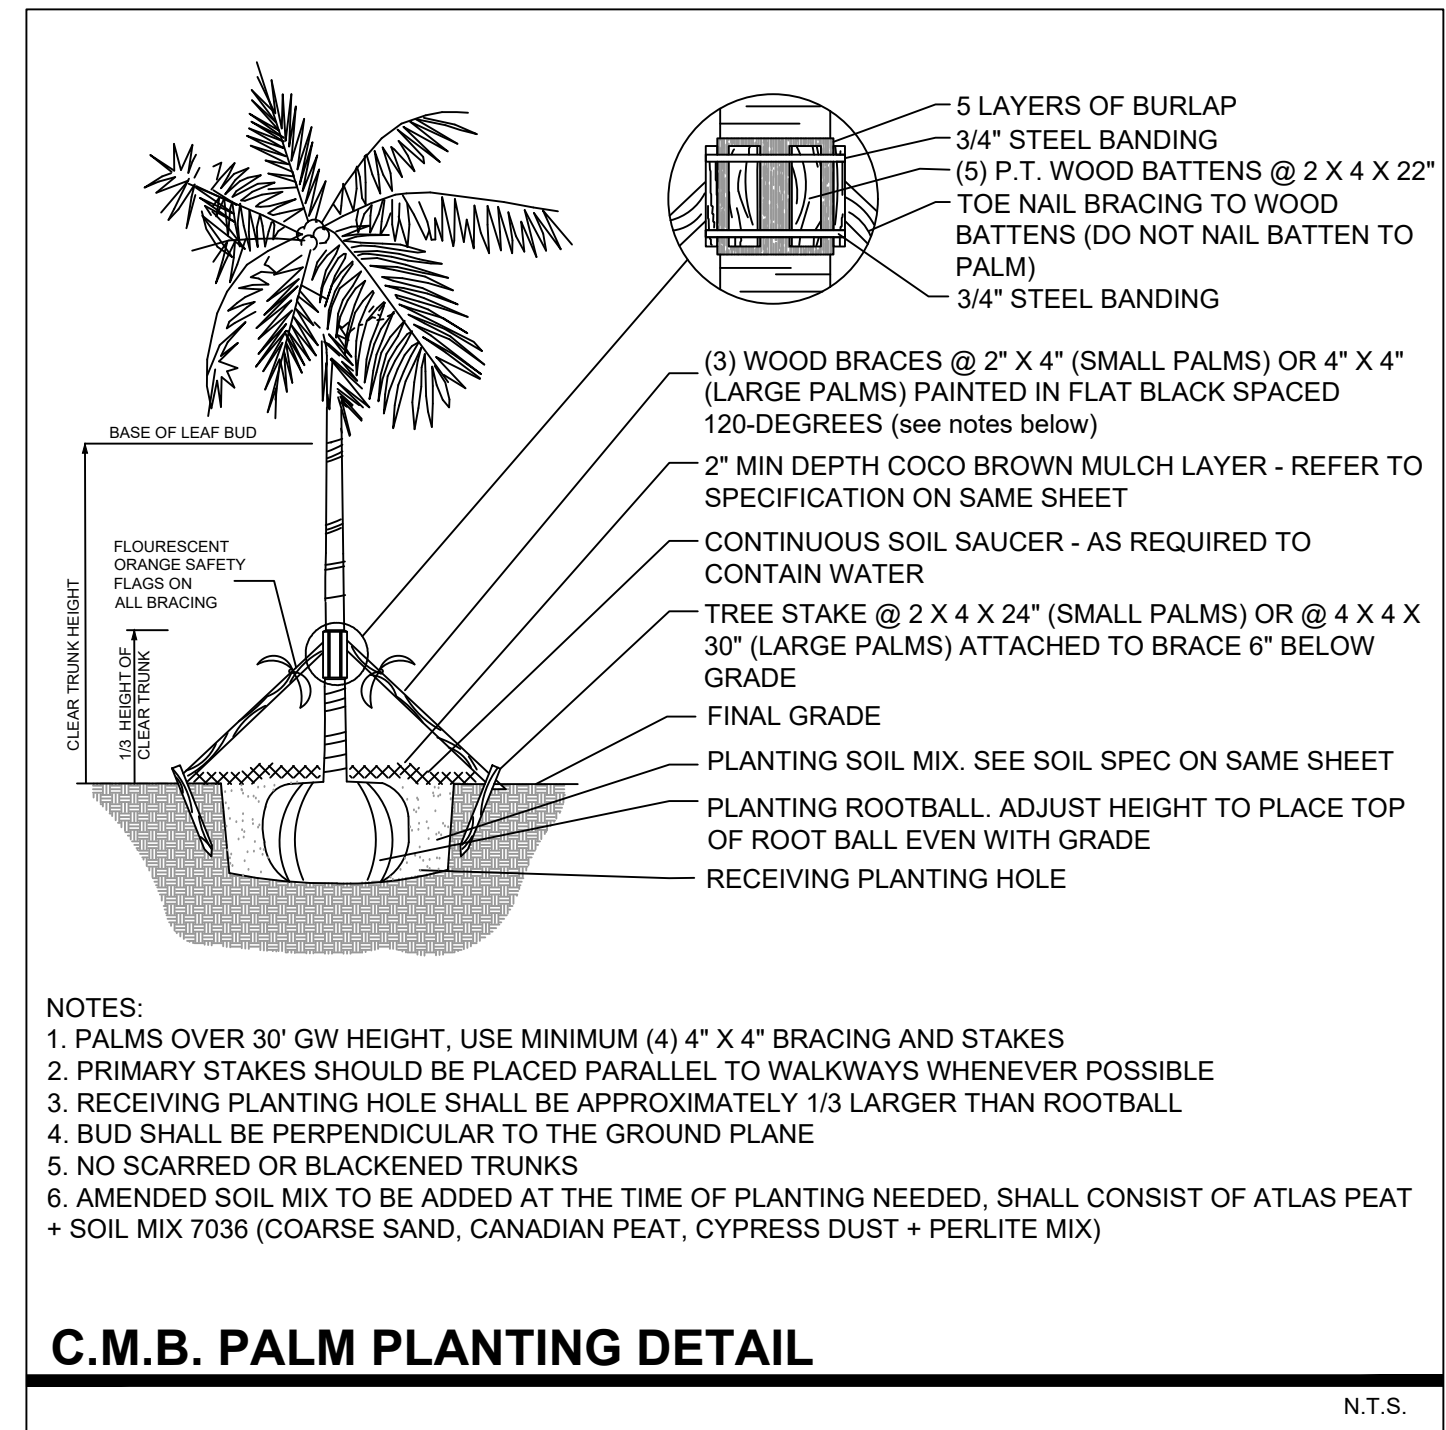 5 LAYERS OF BURLAP
3/4" STEEL BANDING
(5) P.T. WOOD BATTENS @ 2 X 4 X 22"
TOE NAIL BRACING TO WOOD
BATTENS (DO NOT NAIL BATTEN TO
PALM)
3/4" STEEL BANDING
(3) WOOD BRACES @ 2" X 4" (SMALL PALMS) OR 4" X 4"
(LARGE PALMS) PAINTED IN FLAT BLACK SPACED
120-DEGREES (see notes below)
2" MIN DEPTH COCO BROWN MULCH LAYER - REFER TO
SPECIFICATION ON SAME SHEET
CONTINUOUS SOIL SAUCER - AS REQUIRED TO
CONTAIN WATER
TREE STAKE @ 2 X 4 X 24" (SMALL PALMS) OR @ 4 X 4 X
30" (LARGE PALMS) ATTACHED TO BRACE 6" BELOW
GRADE
FINAL GRADE
PLANTING SOIL MIX. SEE SOIL SPEC ON SAME SHEET
PLANTING ROOTBALL. ADJUST HEIGHT TO PLACE TOP
OF ROOT BALL EVEN WITH GRADE
RECEIVING PLANTING HOLE
BASE OF LEAF BUD
FLOURESCENT
ORANGE SAFETY
FLAGS ON
ALL BRACING
CLEAR TRUNK HEIGHT
1/3 HEIGHT OF
CLEAR TRUNK
NOTES:
1. PALMS OVER 30' GW HEIGHT, USE MINIMUM (4) 4" X 4" BRACING AND STAKES
2. PRIMARY STAKES SHOULD BE PLACED PARALLEL TO WALKWAYS WHENEVER POSSIBLE
3. RECEIVING PLANTING HOLE SHALL BE APPROXIMATELY 1/3 LARGER THAN ROOTBALL
4. BUD SHALL BE PERPENDICULAR TO THE GROUND PLANE
5. NO SCARRED OR BLACKENED TRUNKS
6. AMENDED SOIL MIX TO BE ADDED AT THE TIME OF PLANTING NEEDED, SHALL CONSIST OF ATLAS PEAT
+ SOIL MIX 7036 (COARSE SAND, CANADIAN PEAT, CYPRESS DUST + PERLITE MIX)
C.M.B. PALM PLANTING DETAIL
N.T.S.